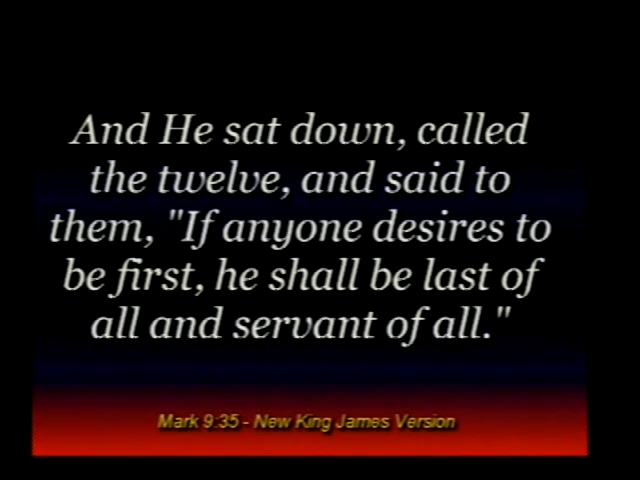 And He sat down, called
the twelve, and said to
them, "If anyone desires to
be first, he shall be last of
all and servant of all."
Mark 9:35 - New King James Version